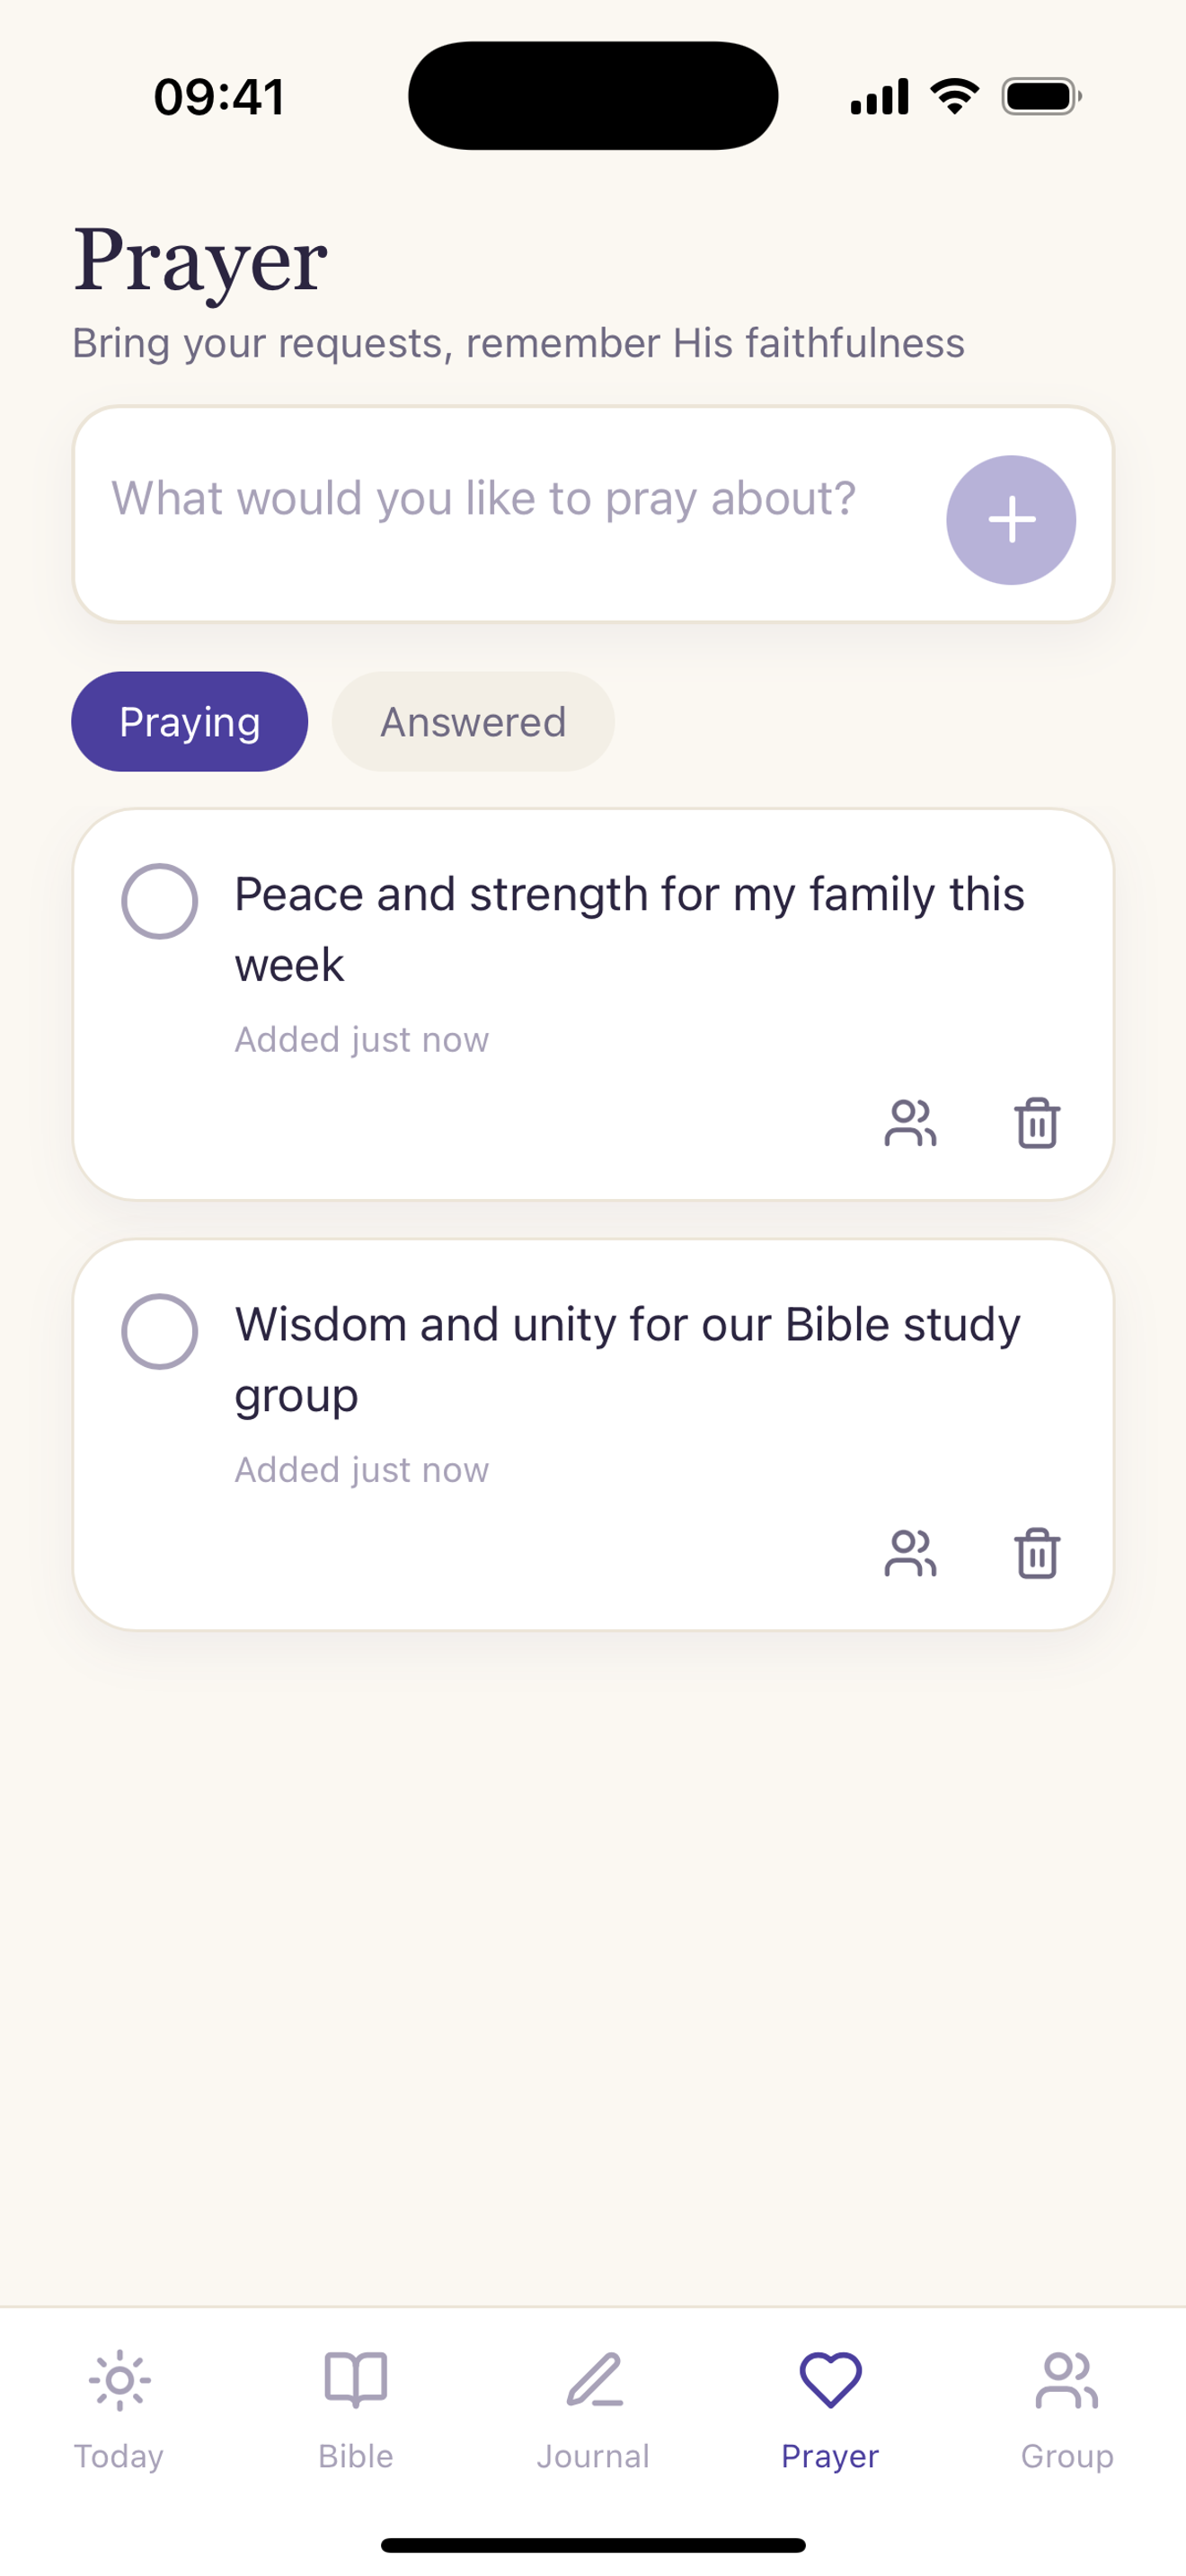 09:41
Prayer
Bring your requests, remember His faithfulness
What would you like to pray about?
Praying
Answered
Peace and strength for my family this
week
Added just now
Wisdom and unity for our Bible study
group
Added just now
Today
Bible
Journal
Prayer
Group